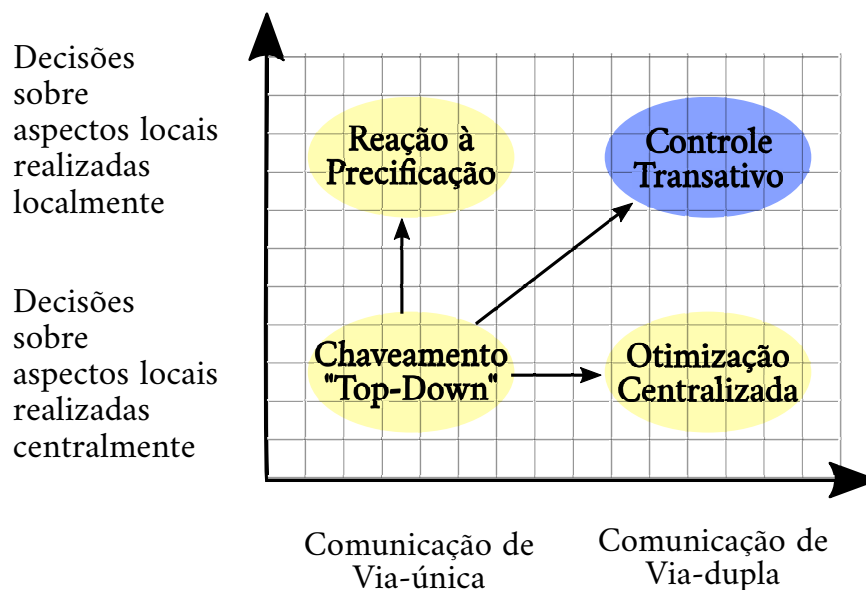 Decisões
sobre
aspectos locais
realizadas
localmente
Reação à
Precificação
Controle
Transativo
Decisões
sobre
aspectos locais
realizadas
centralmente
Chaveamento
"Top-Down"
Otimização
Centralizada
Comunicação de
Via-única
Comunicação de
Via-dupla